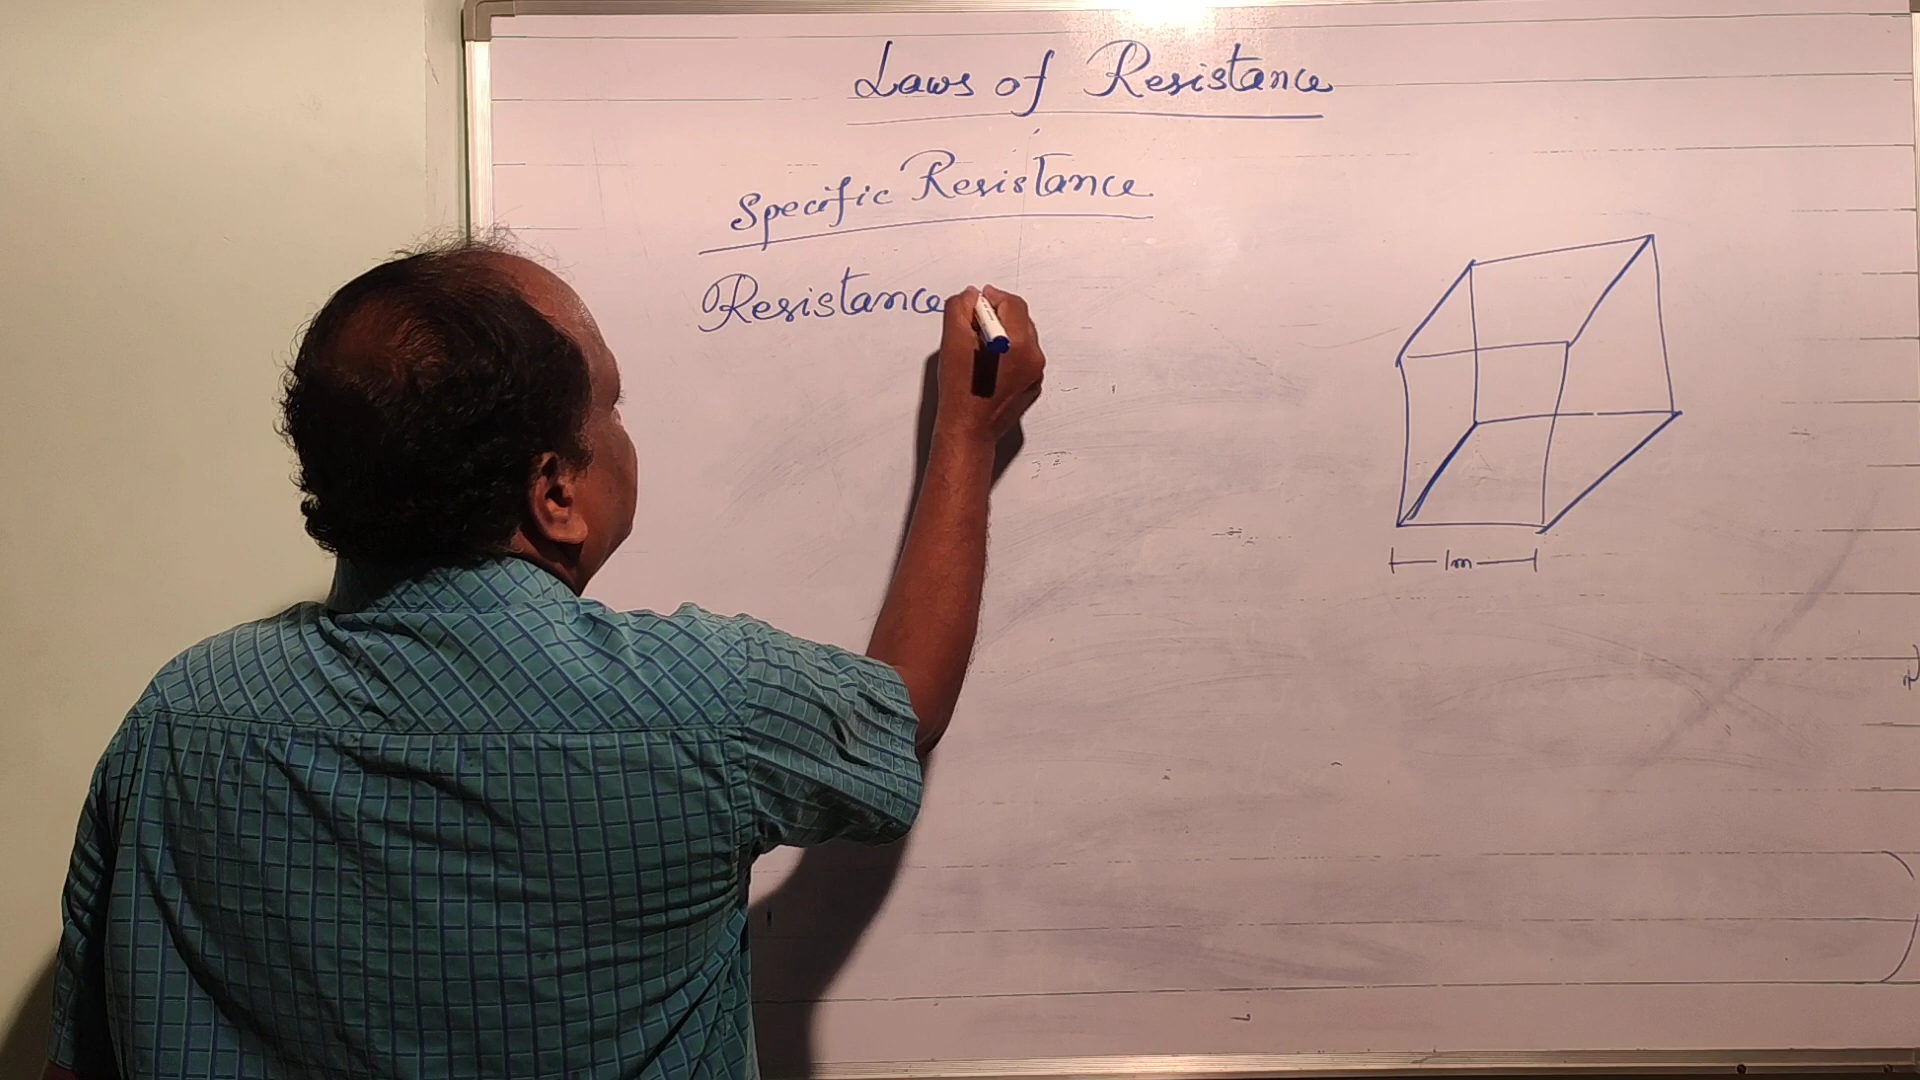 Laws of Resistance
Specific Resistance
Resistance
1m